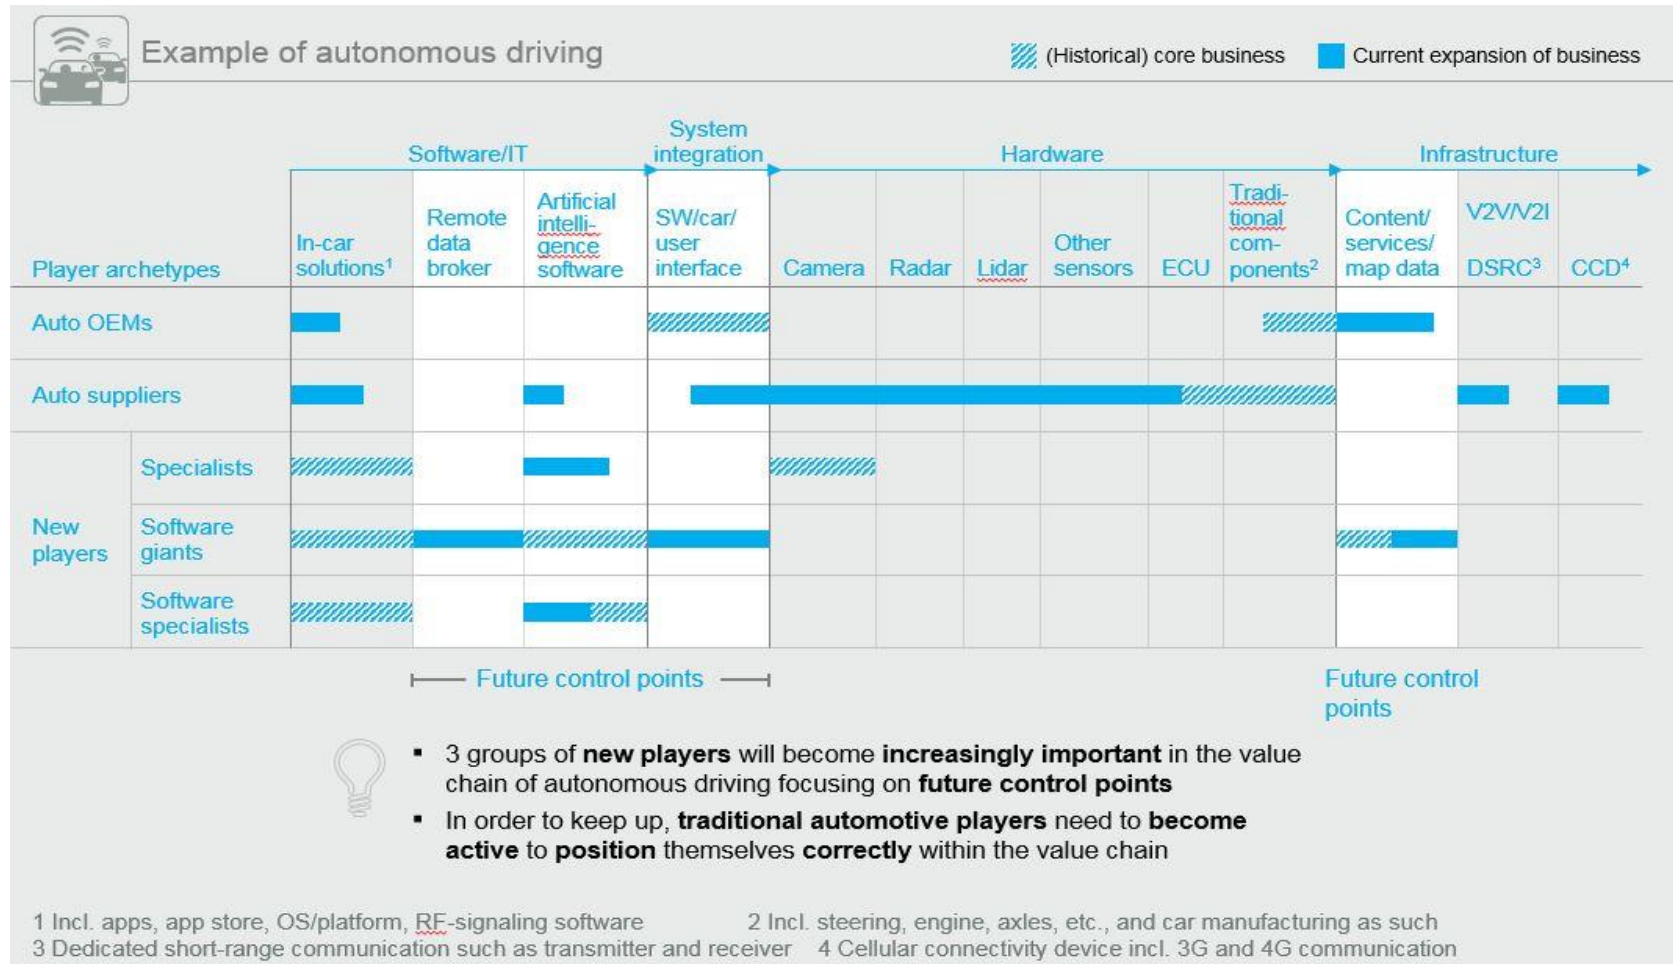 Example of autonomous driving
(Historical) core business
Current expansion of business
Software/IT
System
integration
Hardware
Infrastructure
Player archetypes
In-car
solutions¹
Remote
data
broker
Artificial
intelli-
gence
software
SW/car/
user
interface
Camera
Radar
Lidar
Other
sensors
ECU
Tradi-
tional
com-
ponents²
Content/
services/
map data
V2V/V2I
DSRC³
CCD⁴
Auto OEMs
Auto suppliers
New
players
Specialists
Software
giants
Software
specialists
Future control points
Future control
points
▪ 3 groups of new players will become increasingly important in the value
chain of autonomous driving focusing on future control points
▪ In order to keep up, traditional automotive players need to become
active to position themselves correctly within the value chain
1 Incl. apps, app store, OS/platform, RF-signaling software
2 Incl. steering, engine, axles, etc., and car manufacturing as such
3 Dedicated short-range communication such as transmitter and receiver
4 Cellular connectivity device incl. 3G and 4G communication